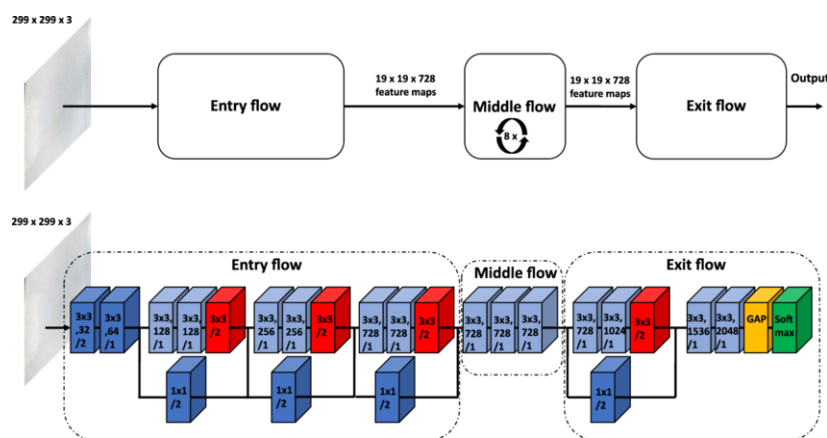 299 x 299 x 3
Entry flow
19 x 19 x 728
feature maps
Middle flow
8 x
19 x 19 x 728
feature maps
Exit flow
Output
299 x 299 x 3
Entry flow
Middle flow
Exit flow
3x3
,32
/2
3x3
,64
/1
3x3,
128
/1
3x3,
128
/1
3x3
/2
3x3,
256
/1
3x3,
256
/1
3x3
/2
3x3,
728
/1
3x3,
728
/1
3x3
/2
3x3,
728
/1
3x3,
728
/1
3x3,
728
/1
3x3,
728
/1
3x3,
1024
/1
3x3
/2
3x3,
1536
/1
3x3,
2048
/1
GAP
Soft
max
1x1
/2
1x1
/2
1x1
/2
1x1
/2